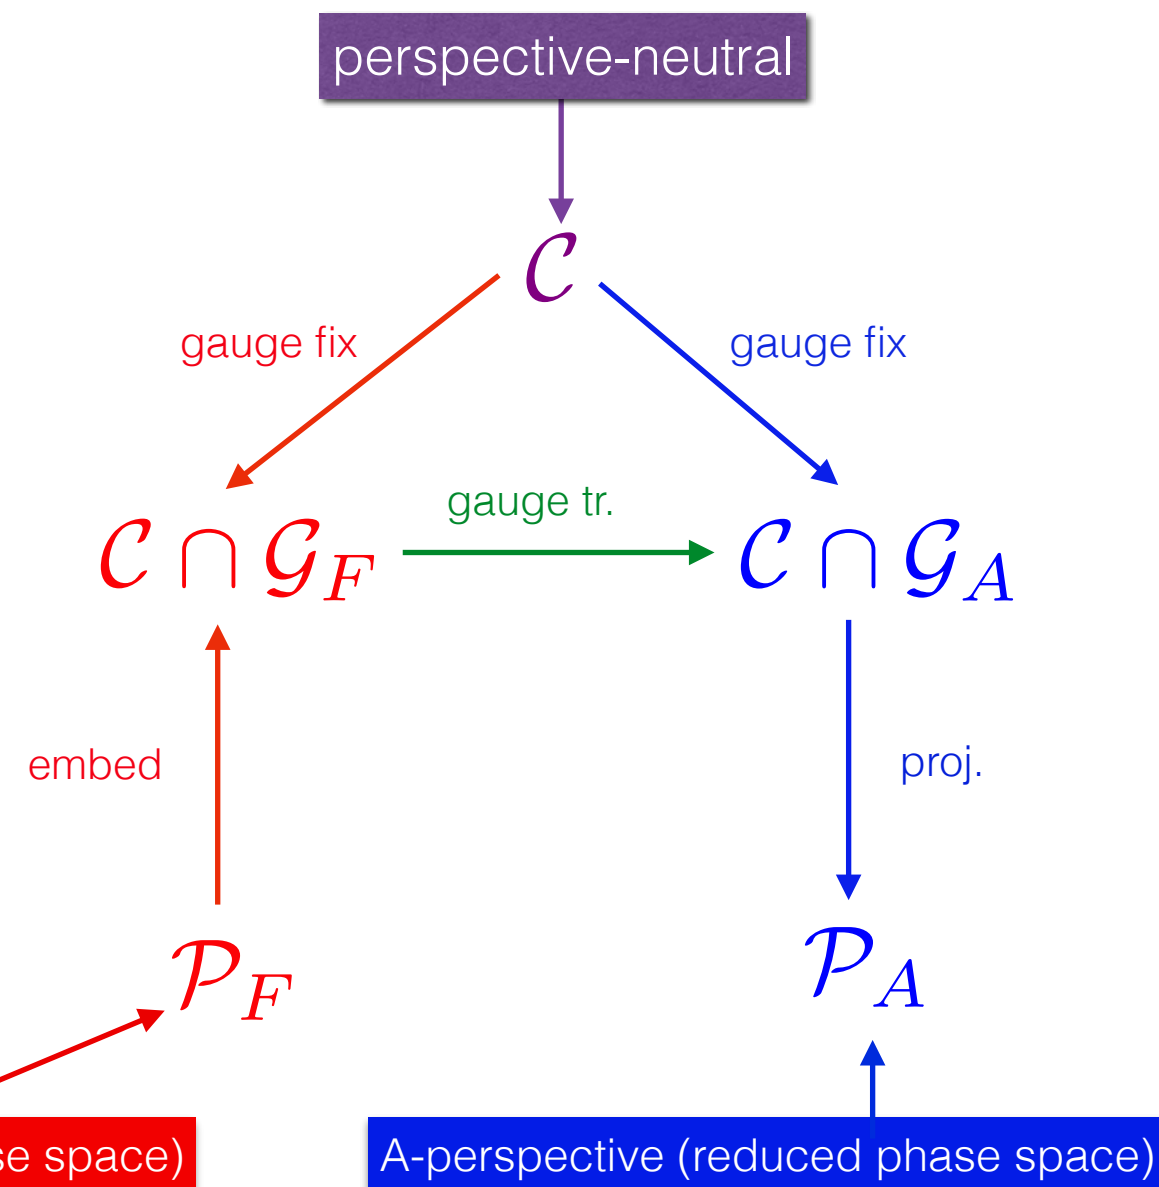 perspective-neutral
𝒞
gauge fix
gauge fix
gauge tr.
𝒞 ∩ 𝒢_F
𝒞 ∩ 𝒢_A
embed
proj.
𝒫_F
𝒫_A
space)
A-perspective (reduced phase space)